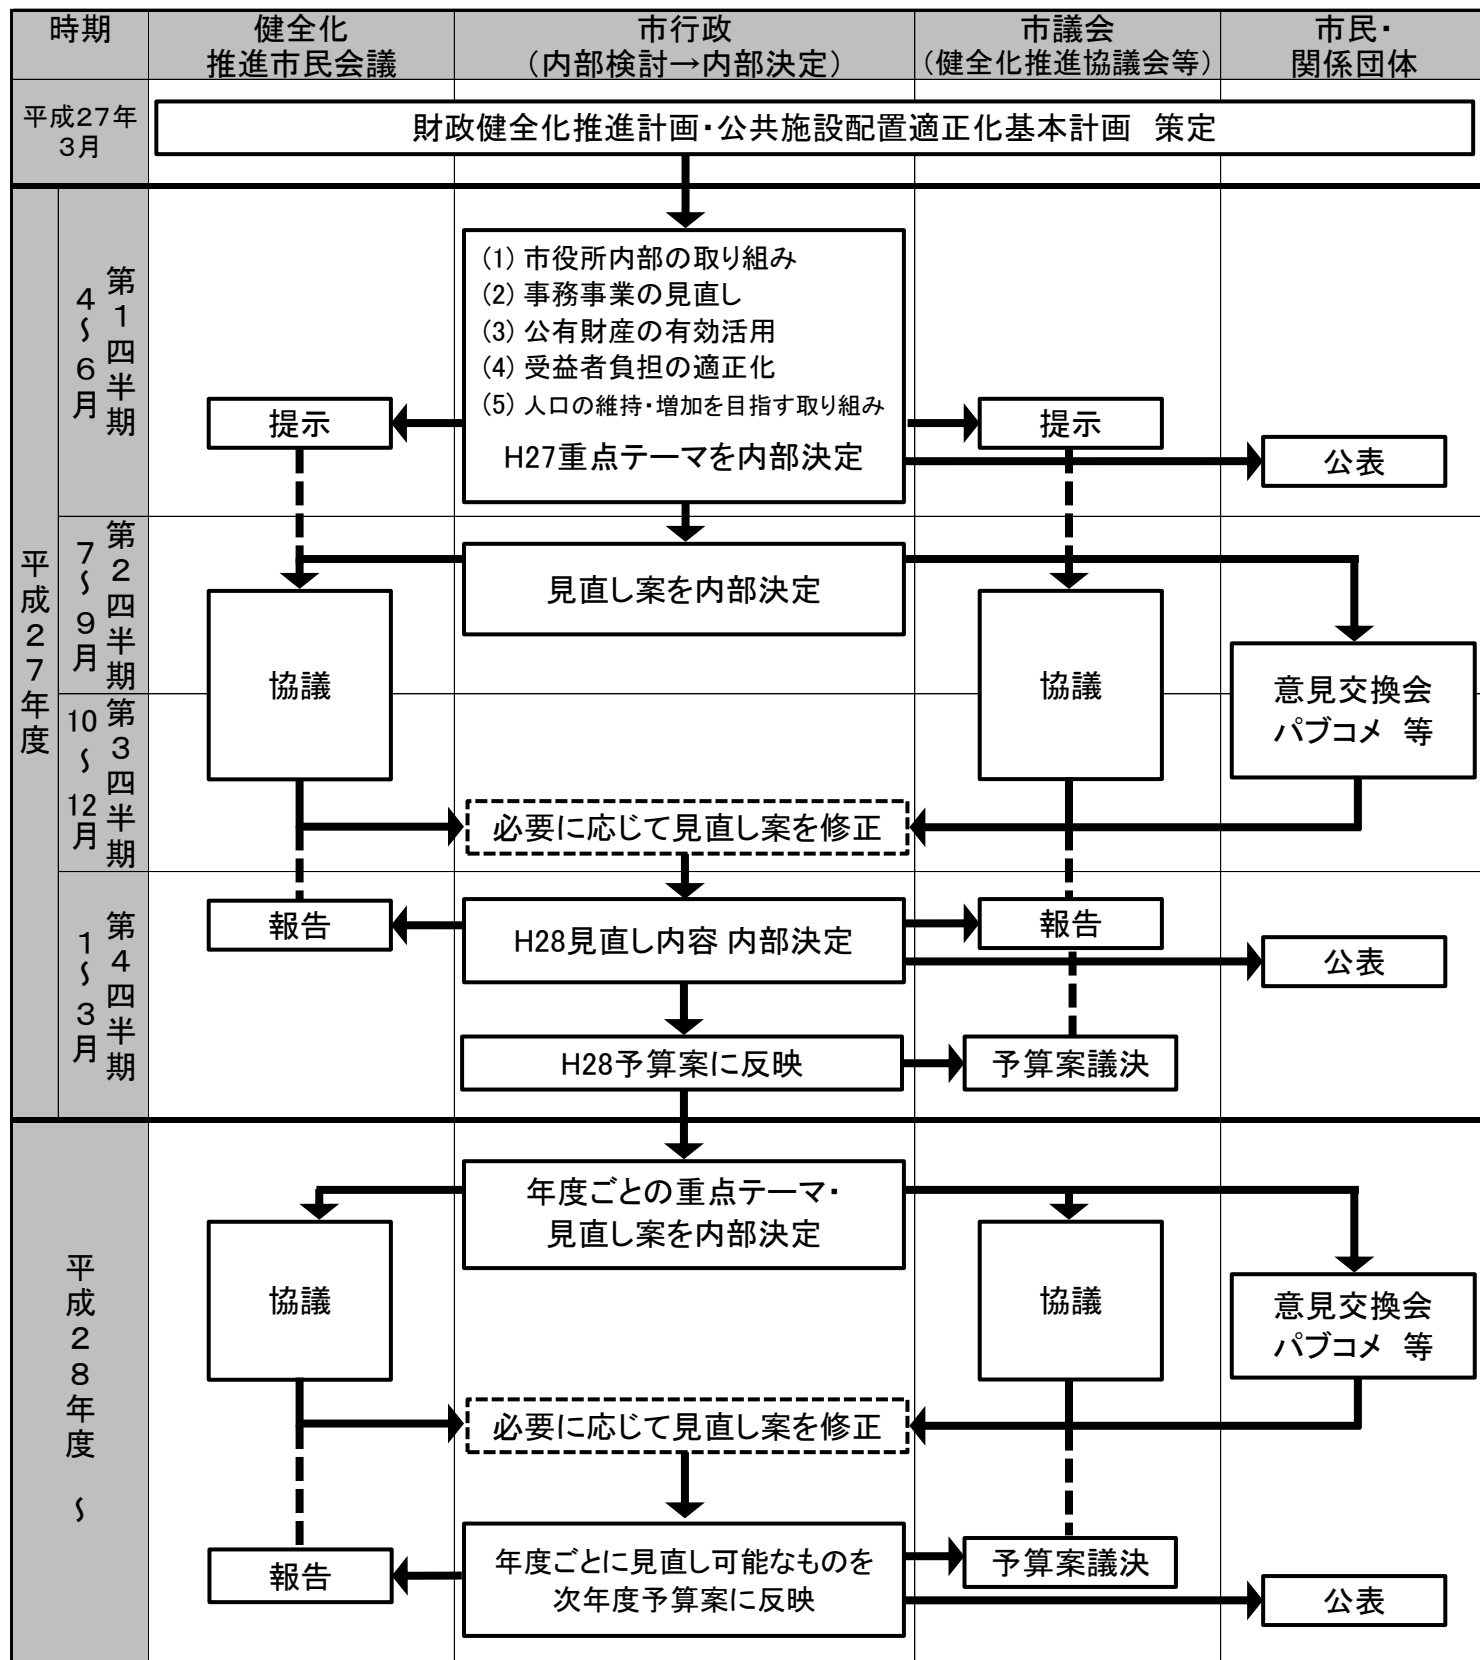 時期
健全化
推進市民会議
市行政
（内部検討→内部決定）
市議会
（健全化推進協議会等）
市民・
関係団体
平成２７年
３月
財政健全化推進計画・公共施設配置適正化基本計画　策定
平成２７年度
第１四半期
４～６月
(1) 市役所内部の取り組み
(2) 事務事業の見直し
(3) 公有財産の有効活用
(4) 受益者負担の適正化
(5) 人口の維持・増加を目指す取り組み
H27重点テーマを内部決定
提示
提示
公表
第２四半期
７～９月
見直し案を内部決定
協議
協議
意見交換会
パブコメ　等
第３四半期
10～12月
必要に応じて見直し案を修正
第４四半期
１～３月
報告
H28見直し内容 内部決定
報告
公表
H28予算案に反映
予算案議決
平成２８年度　～
年度ごとの重点テーマ・
見直し案を内部決定
協議
協議
意見交換会
パブコメ　等
必要に応じて見直し案を修正
報告
年度ごとに見直し可能なものを
次年度予算案に反映
予算案議決
公表